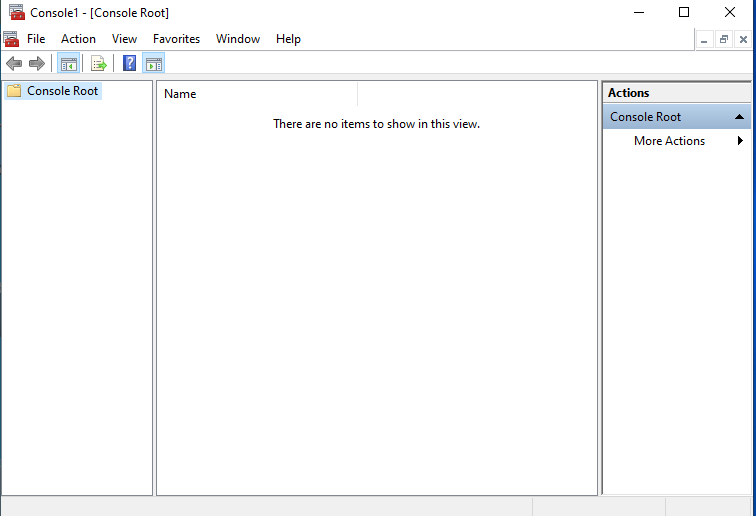 Console1 - [Console Root]
File Action View Favorites Window Help
Console Root
Name
There are no items to show in this view.
Actions
Console Root
More Actions